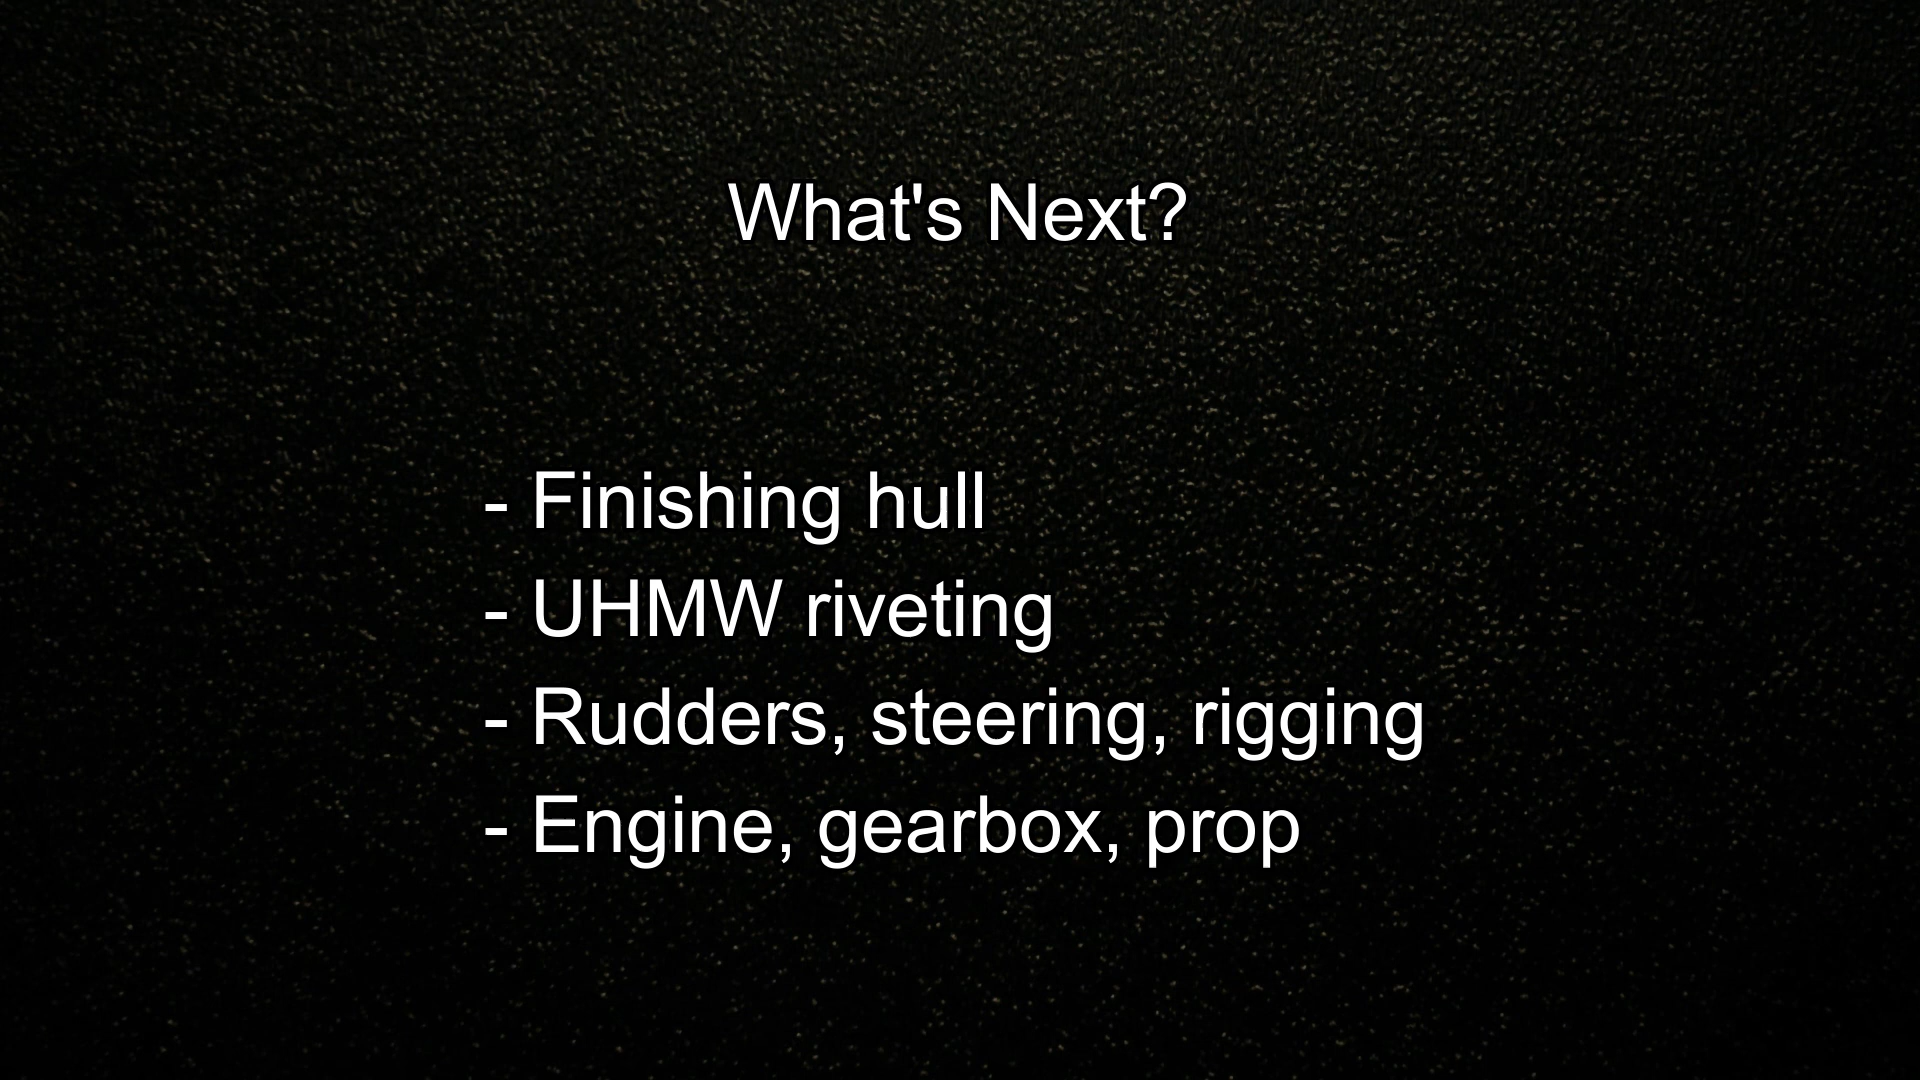 What's Next?
- Finishing hull
- UHMW riveting
- Rudders, steering, rigging
- Engine, gearbox, prop